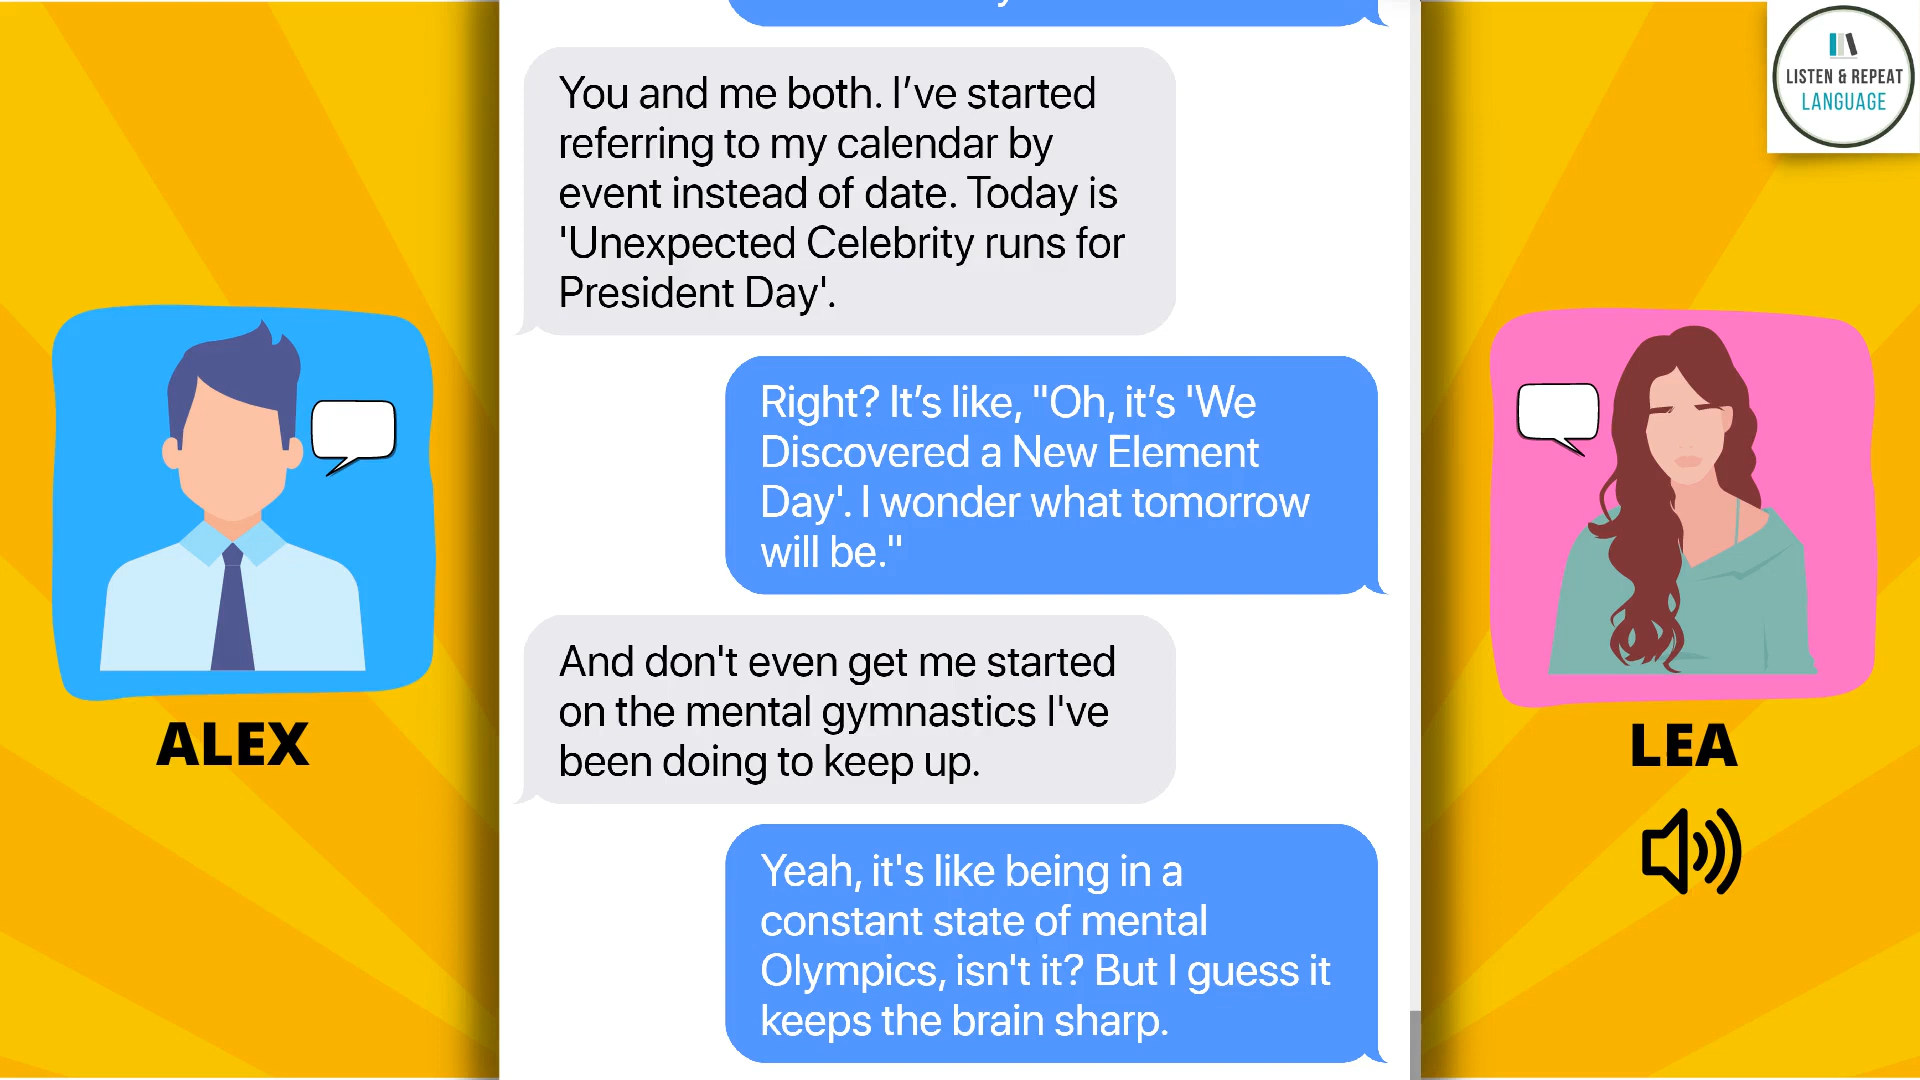 You and me both. I’ve started
referring to my calendar by
event instead of date. Today is
'Unexpected Celebrity runs for
President Day'.
Right? It’s like, "Oh, it’s 'We
Discovered a New Element
Day'. I wonder what tomorrow
will be."
And don't even get me started
on the mental gymnastics I've
been doing to keep up.
Yeah, it's like being in a
constant state of mental
Olympics, isn't it? But I guess it
keeps the brain sharp.
ALEX
LEA
LISTEN & REPEAT
LANGUAGE